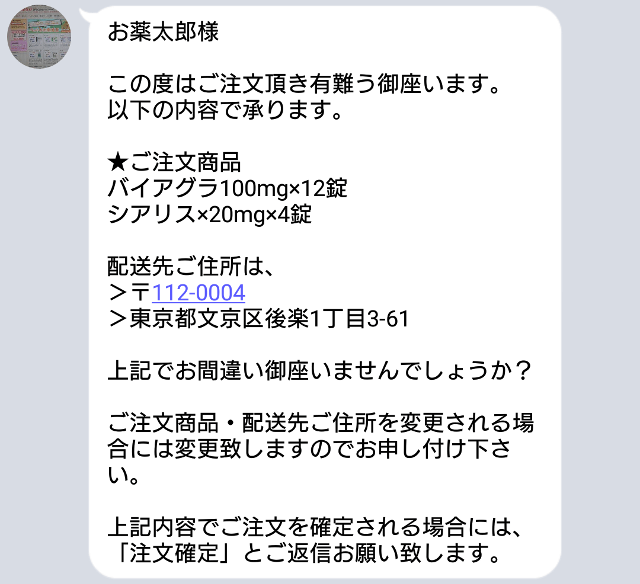 お薬太郎様
この度はご注文頂き有難う御座います。
以下の内容で承ります。
★ご注文商品
バイアグラ100mg×12錠
シアリス×20mg×4錠
配送先ご住所は、
＞〒112-0004
＞東京都文京区後楽1丁目3-61
上記でお間違い御座いませんでしょうか？
ご注文商品・配送先ご住所を変更される場
合には変更致しますのでお申し付け下さ
い。
上記内容でご注文を確定される場合には、
「注文確定」とご返信お願い致します。